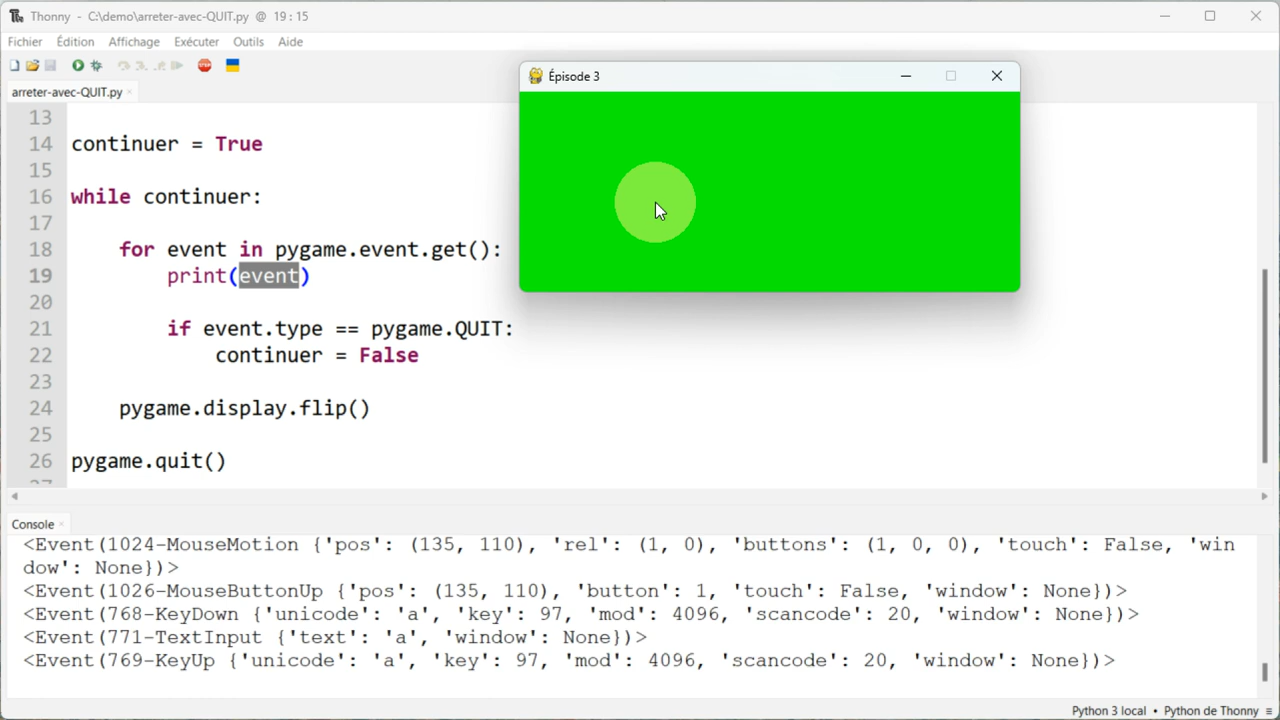 Thonny - C:\demo\arreter-avec-QUIT.py @ 19 : 15
Fichier Édition Affichage Exécuter Outils Aide
arreter-avec-QUIT.py ×
Épisode 3
13
14 continuer = True
15
16 while continuer:
17
18 for event in pygame.event.get():
19 print(event)
20
21 if event.type == pygame.QUIT:
22 continuer = False
23
24 pygame.display.flip()
25
26 pygame.quit()
Console ×
<Event(1024-MouseMotion {'pos': (135, 110), 'rel': (1, 0), 'buttons': (1, 0, 0), 'touch': False, 'win
dow': None})>
<Event(1026-MouseButtonUp {'pos': (135, 110), 'button': 1, 'touch': False, 'window': None})>
<Event(768-KeyDown {'unicode': 'a', 'key': 97, 'mod': 4096, 'scancode': 20, 'window': None})>
<Event(771-TextInput {'text': 'a', 'window': None})>
<Event(769-KeyUp {'unicode': 'a', 'key': 97, 'mod': 4096, 'scancode': 20, 'window': None})>
Python 3 local • Python de Thonny ≡